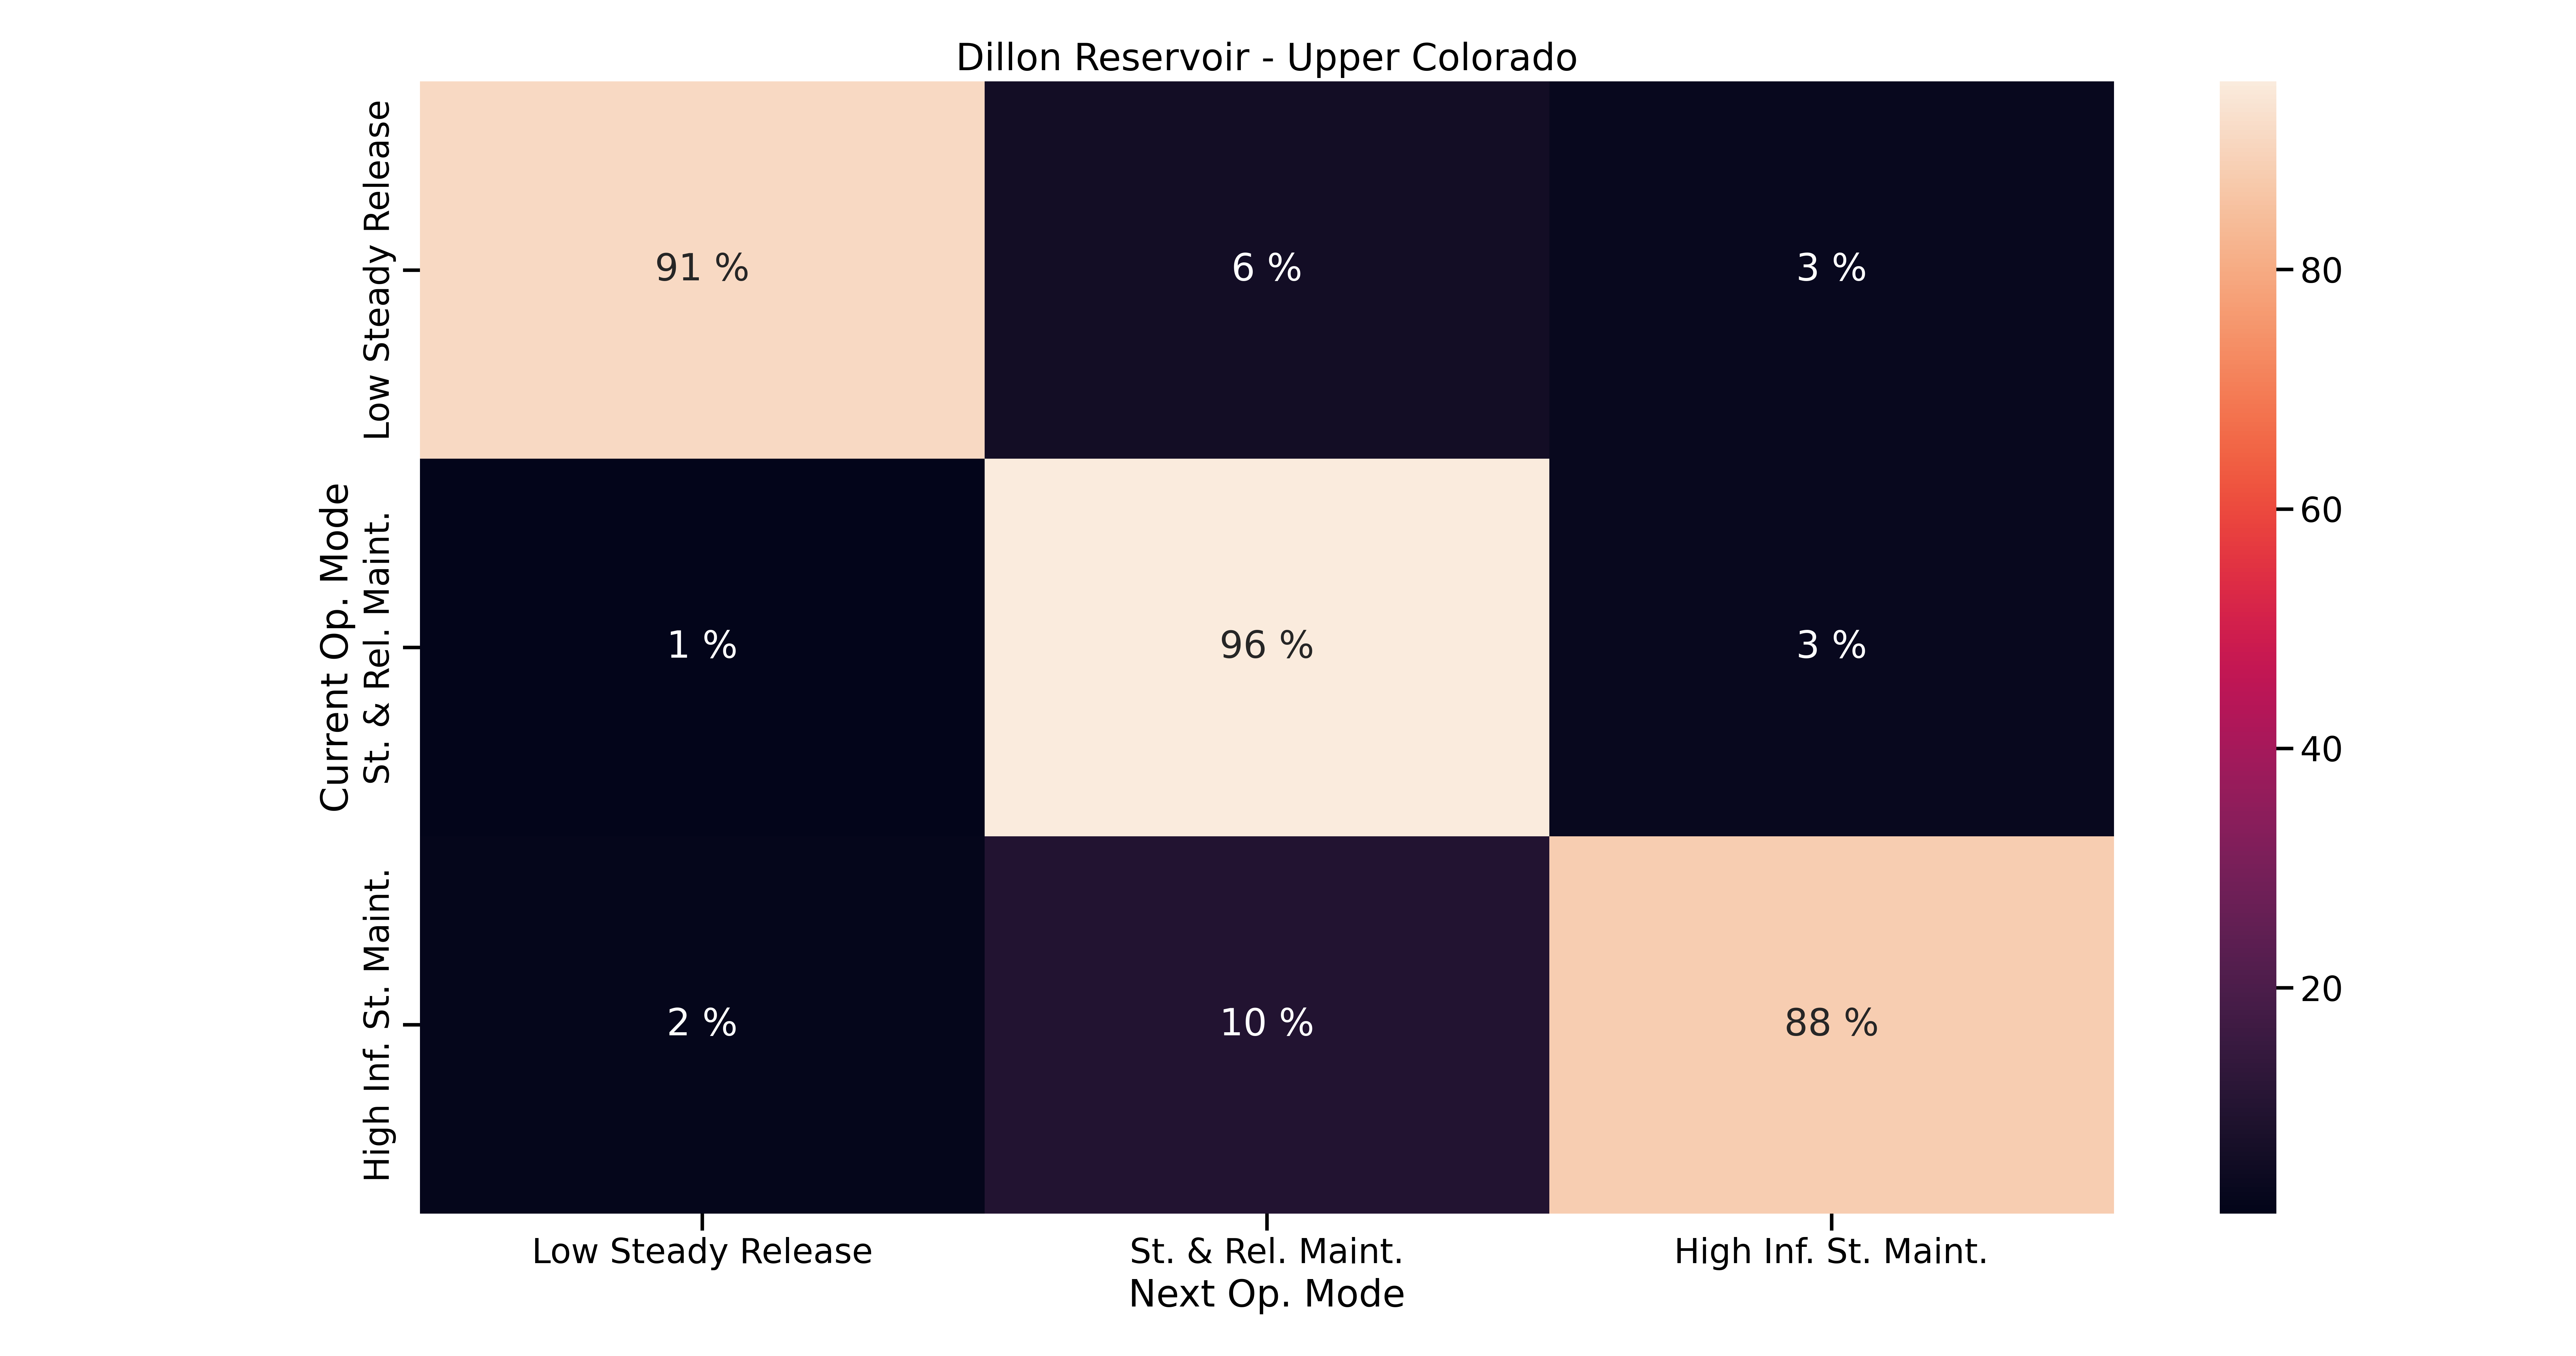 Dillon Reservoir - Upper Colorado
Current Op. Mode
Low Steady Release
91 %
6 %
3 %
St. & Rel. Maint.
1 %
96 %
3 %
High Inf. St. Maint.
2 %
10 %
88 %
Low Steady Release
St. & Rel. Maint.
High Inf. St. Maint.
Next Op. Mode
80
60
40
20